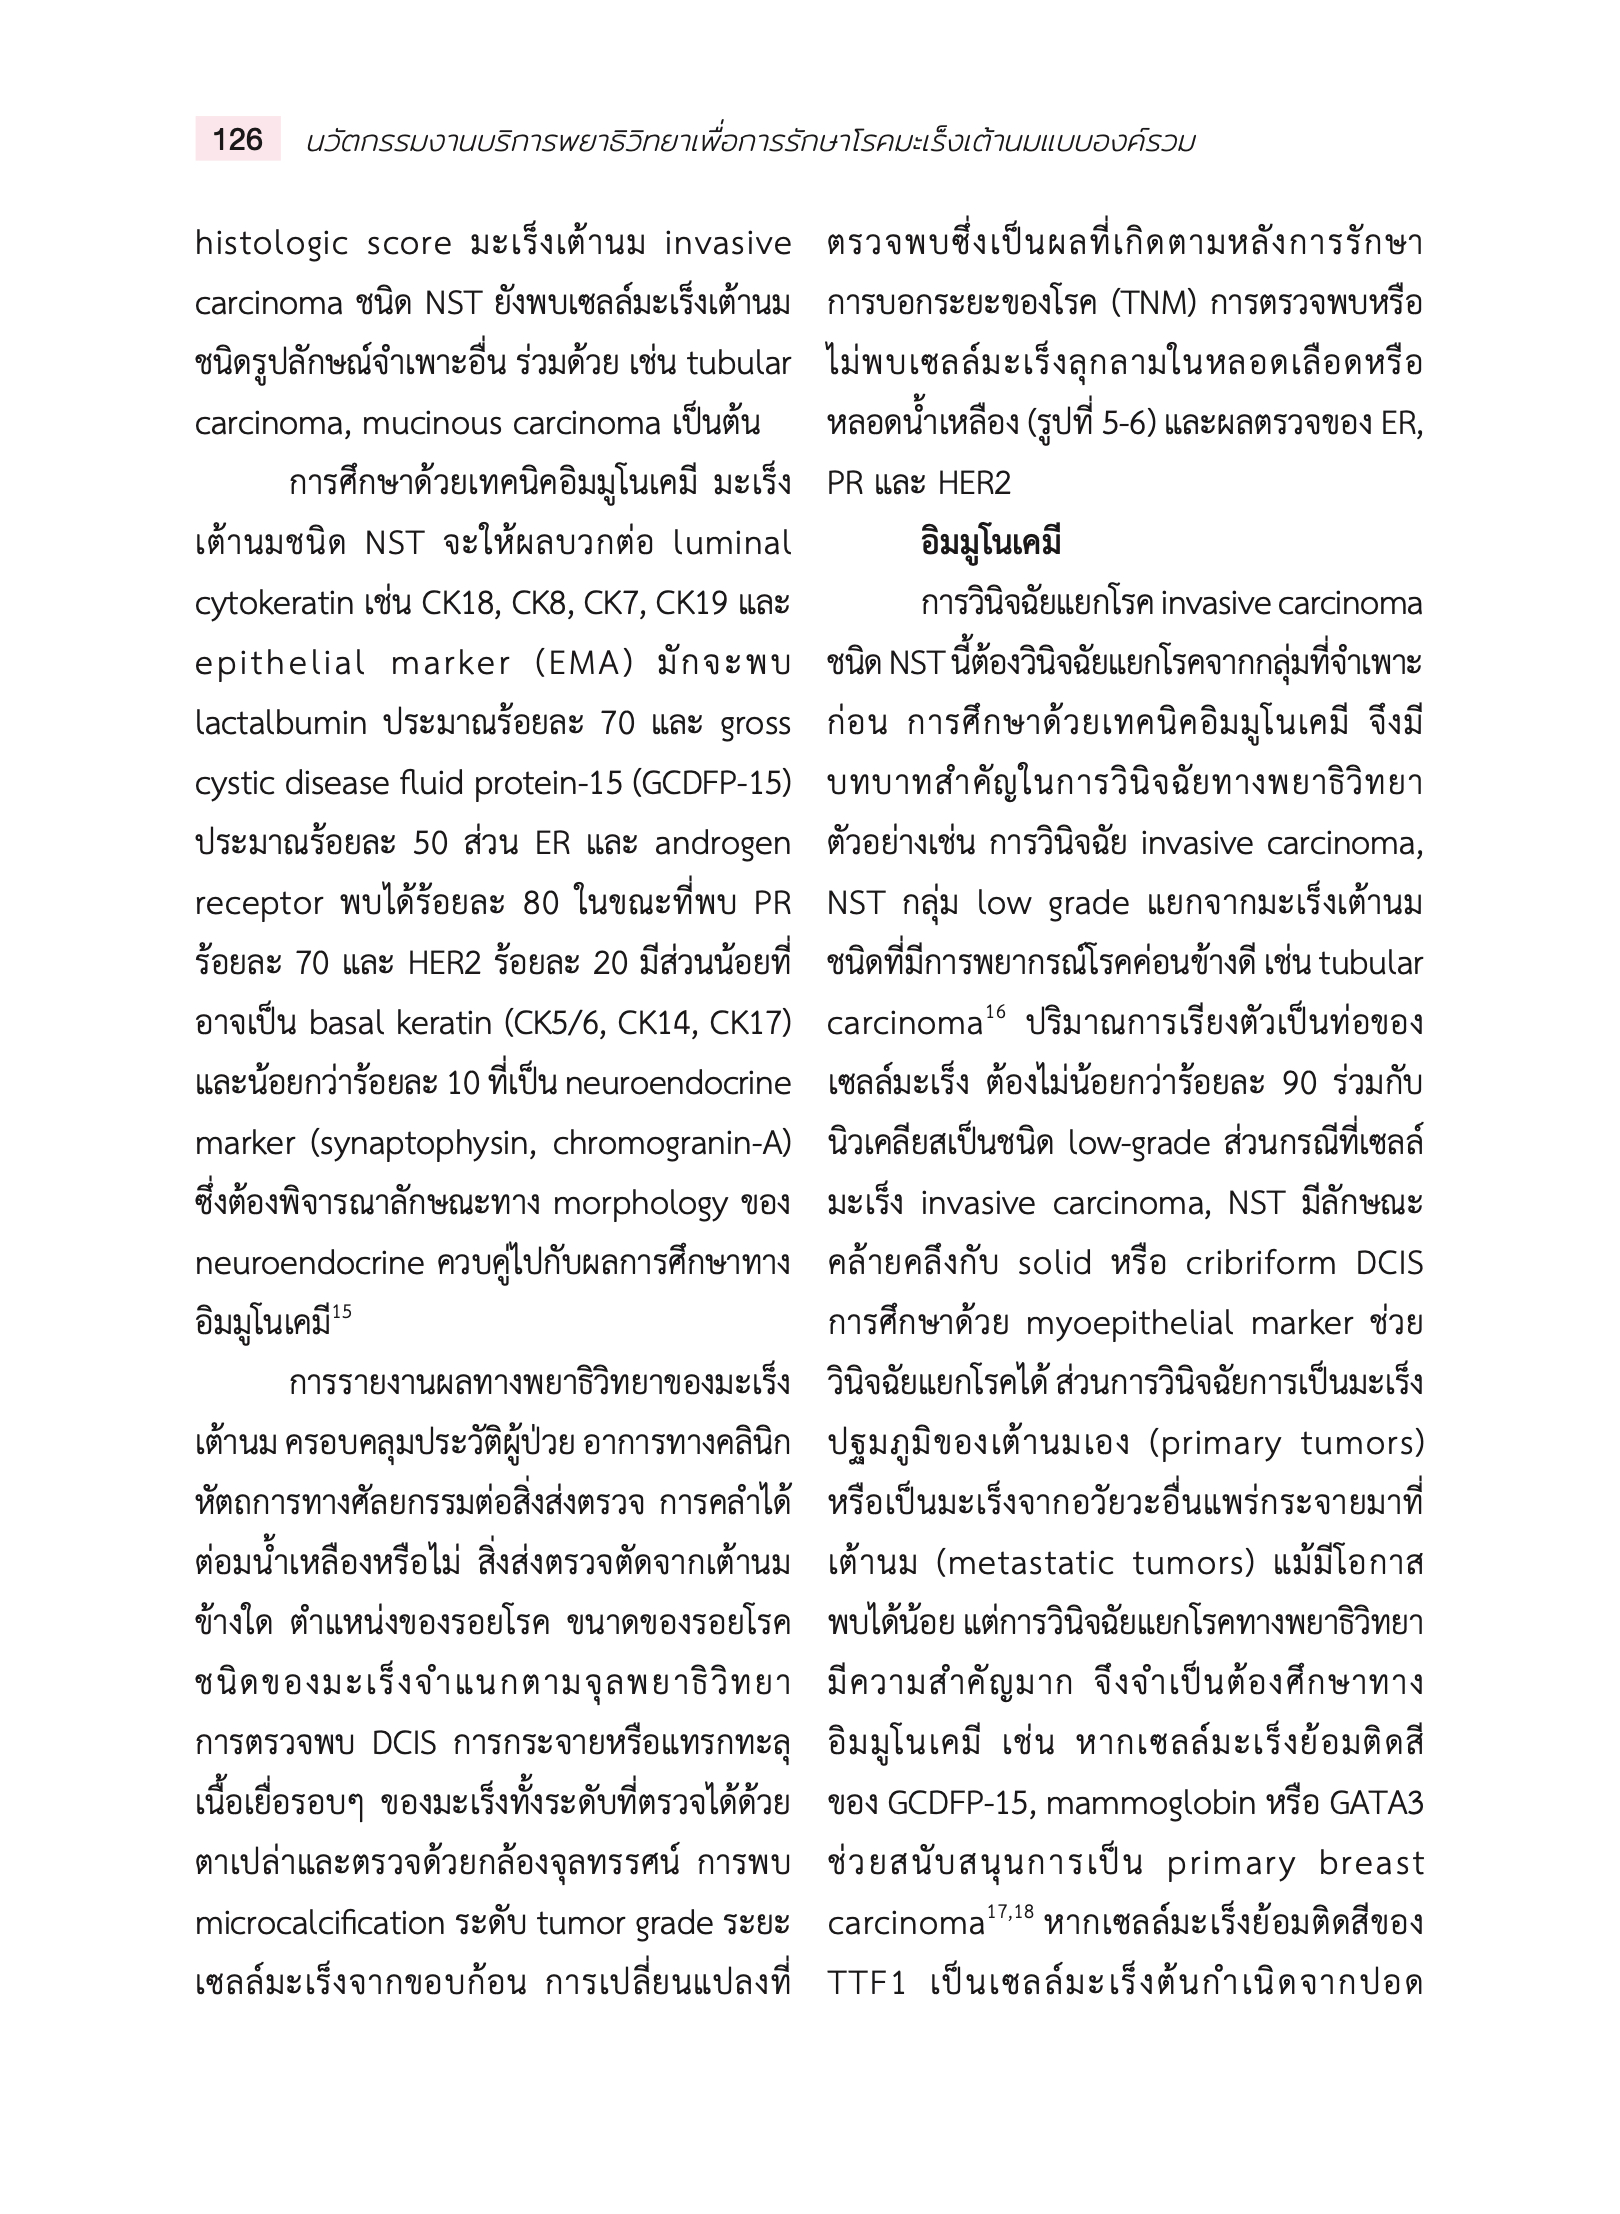 126 นวัตกรรมงานบริการพยาธิวิทยาเพื่อการรักษาโรคมะเร็งเต้านมแบบองค์รวม
histologic score มะเร็งเต้านม invasive
carcinoma ชนิด NST ยังพบเซลล์มะเร็งเต้านม
ชนิดรูปลักษณ์จำเพาะอื่น ร่วมด้วย เช่น tubular
carcinoma, mucinous carcinoma เป็นต้น
การศึกษาด้วยเทคนิคอิมมูโนเคมี มะเร็ง
เต้านมชนิด NST จะให้ผลบวกต่อ luminal
cytokeratin เช่น CK18, CK8, CK7, CK19 และ
epithelial marker (EMA) มักจะพบ
lactalbumin ประมาณร้อยละ 70 และ gross
cystic disease fluid protein-15 (GCDFP-15)
ประมาณร้อยละ 50 ส่วน ER และ androgen
receptor พบได้ร้อยละ 80 ในขณะที่พบ PR
ร้อยละ 70 และ HER2 ร้อยละ 20 มีส่วนน้อยที่
อาจเป็น basal keratin (CK5/6, CK14, CK17)
และน้อยกว่าร้อยละ 10 ที่เป็น neuroendocrine
marker (synaptophysin, chromogranin-A)
ซึ่งต้องพิจารณาลักษณะทาง morphology ของ
neuroendocrine ควบคู่ไปกับผลการศึกษาทาง
อิมมูโนเคมี15
การรายงานผลทางพยาธิวิทยาของมะเร็ง
เต้านม ครอบคลุมประวัติผู้ป่วย อาการทางคลินิก
หัตถการทางศัลยกรรมต่อสิ่งส่งตรวจ การคลำได้
ต่อมน้ำเหลืองหรือไม่ สิ่งส่งตรวจตัดจากเต้านม
ข้างใด ตำแหน่งของรอยโรค ขนาดของรอยโรค
ชนิดของมะเร็งจำแนกตามจุลพยาธิวิทยา
การตรวจพบ DCIS การกระจายหรือแทรกทะลุ
เนื้อเยื่อรอบๆ ของมะเร็งทั้งระดับที่ตรวจได้ด้วย
ตาเปล่าและตรวจด้วยกล้องจุลทรรศน์ การพบ
microcalcification ระดับ tumor grade ระยะ
เซลล์มะเร็งจากขอบก้อน การเปลี่ยนแปลงที่
ตรวจพบซึ่งเป็นผลที่เกิดตามหลังการรักษา
การบอกระยะของโรค (TNM) การตรวจพบหรือ
ไม่พบเซลล์มะเร็งลุกลามในหลอดเลือดหรือ
หลอดน้ำเหลือง (รูปที่ 5-6) และผลตรวจของ ER,
PR และ HER2
อิมมูโนเคมี
การวินิจฉัยแยกโรค invasive carcinoma
ชนิด NST นี้ต้องวินิจฉัยแยกโรคจากกลุ่มที่จำเพาะ
ก่อน การศึกษาด้วยเทคนิคอิมมูโนเคมี จึงมี
บทบาทสำคัญในการวินิจฉัยทางพยาธิวิทยา
ตัวอย่างเช่น การวินิจฉัย invasive carcinoma,
NST กลุ่ม low grade แยกจากมะเร็งเต้านม
ชนิดที่มีการพยากรณ์โรคค่อนข้างดี เช่น tubular
carcinoma16 ปริมาณการเรียงตัวเป็นท่อของ
เซลล์มะเร็ง ต้องไม่น้อยกว่าร้อยละ 90 ร่วมกับ
นิวเคลียสเป็นชนิด low-grade ส่วนกรณีที่เซลล์
มะเร็ง invasive carcinoma, NST มีลักษณะ
คล้ายคลึงกับ solid หรือ cribriform DCIS
การศึกษาด้วย myoepithelial marker ช่วย
วินิจฉัยแยกโรคได้ ส่วนการวินิจฉัยการเป็นมะเร็ง
ปฐมภูมิของเต้านมเอง (primary tumors)
หรือเป็นมะเร็งจากอวัยวะอื่นแพร่กระจายมาที่
เต้านม (metastatic tumors) แม้มีโอกาส
พบได้น้อย แต่การวินิจฉัยแยกโรคทางพยาธิวิทยา
มีความสำคัญมาก จึงจำเป็นต้องศึกษาทาง
อิมมูโนเคมี เช่น หากเซลล์มะเร็งย้อมติดสี
ของ GCDFP-15, mammoglobin หรือ GATA3
ช่วยสนับสนุนการเป็น primary breast
carcinoma17,18 หากเซลล์มะเร็งย้อมติดสีของ
TTF1 เป็นเซลล์มะเร็งต้นกำเนิดจากปอด